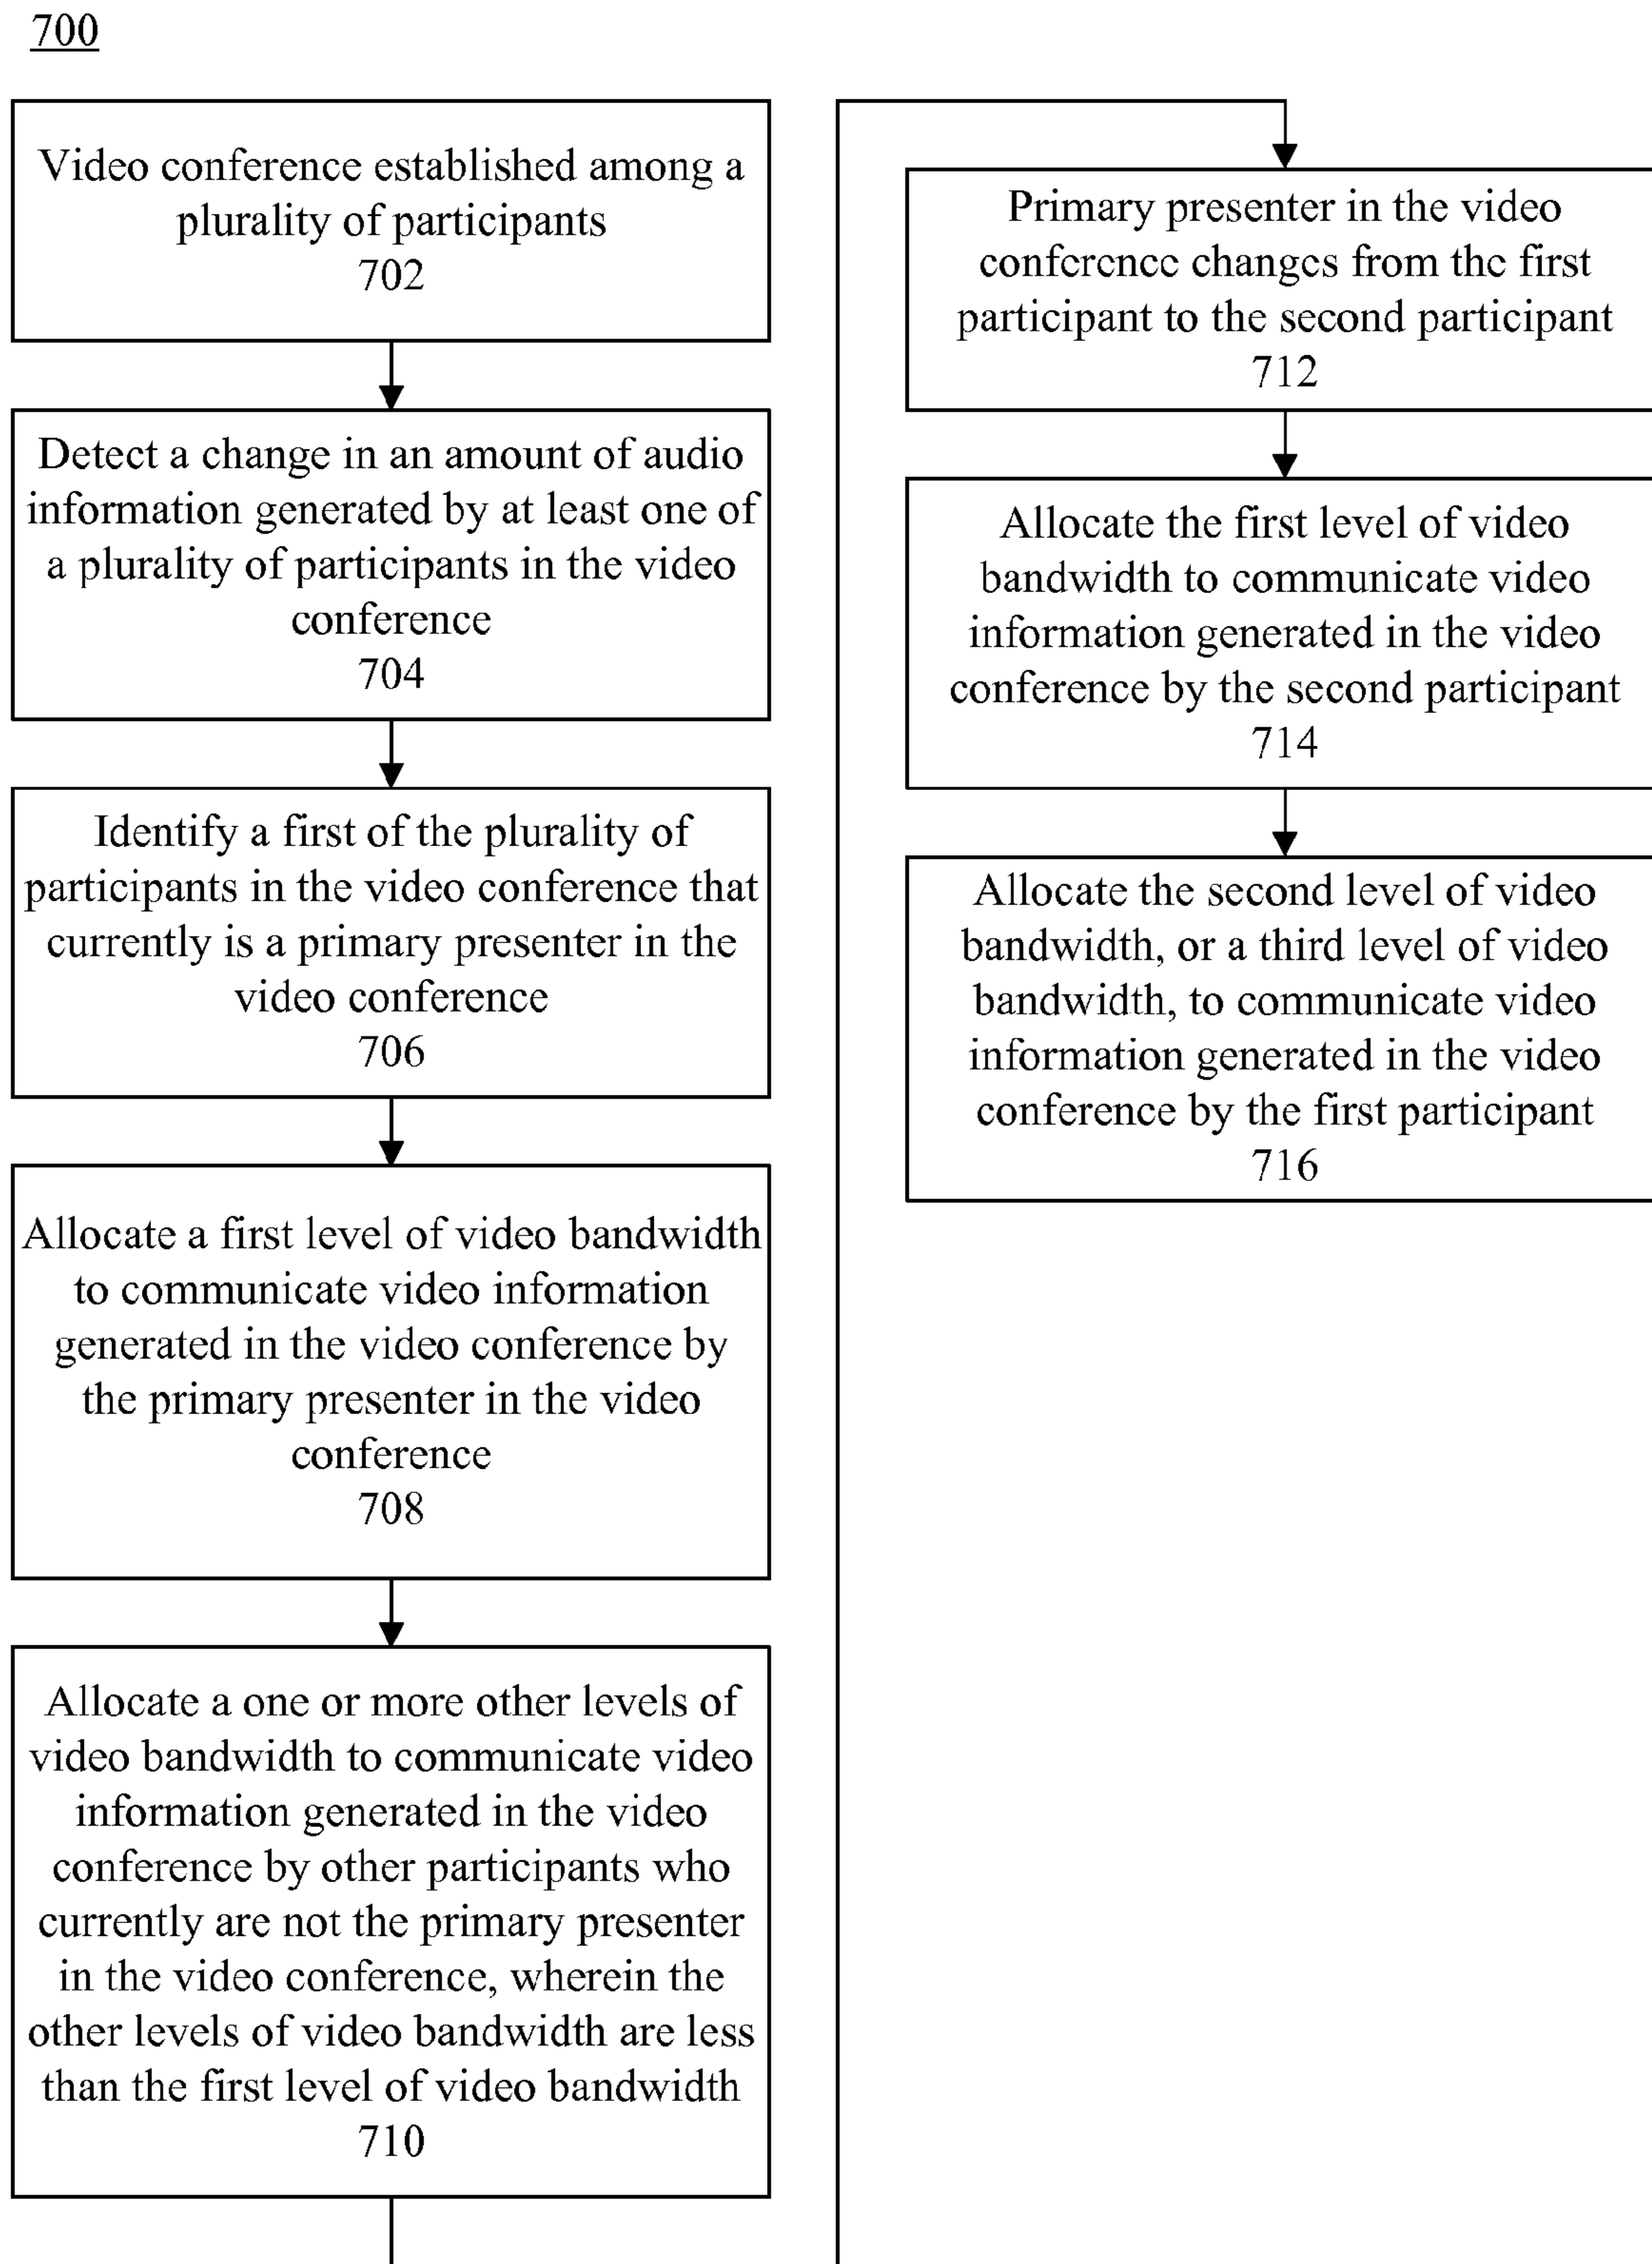 700
Video conference established among a
plurality of participants
702
Detect a change in an amount of audio
information generated by at least one of
a plurality of participants in the video
conference
704
Identify a first of the plurality of
participants in the video conference that
currently is a primary presenter in the
video conference
706
Allocate a first level of video bandwidth
to communicate video information
generated in the video conference by
the primary presenter in the video
conference
708
Allocate a one or more other levels of
video bandwidth to communicate video
information generated in the video
conference by other participants who
currently are not the primary presenter
in the video conference, wherein the
other levels of video bandwidth are less
than the first level of video bandwidth
710
Primary presenter in the video
conference changes from the first
participant to the second participant
712
Allocate the first level of video
bandwidth to communicate video
information generated in the video
conference by the second participant
714
Allocate the second level of video
bandwidth, or a third level of video
bandwidth, to communicate video
information generated in the video
conference by the first participant
716